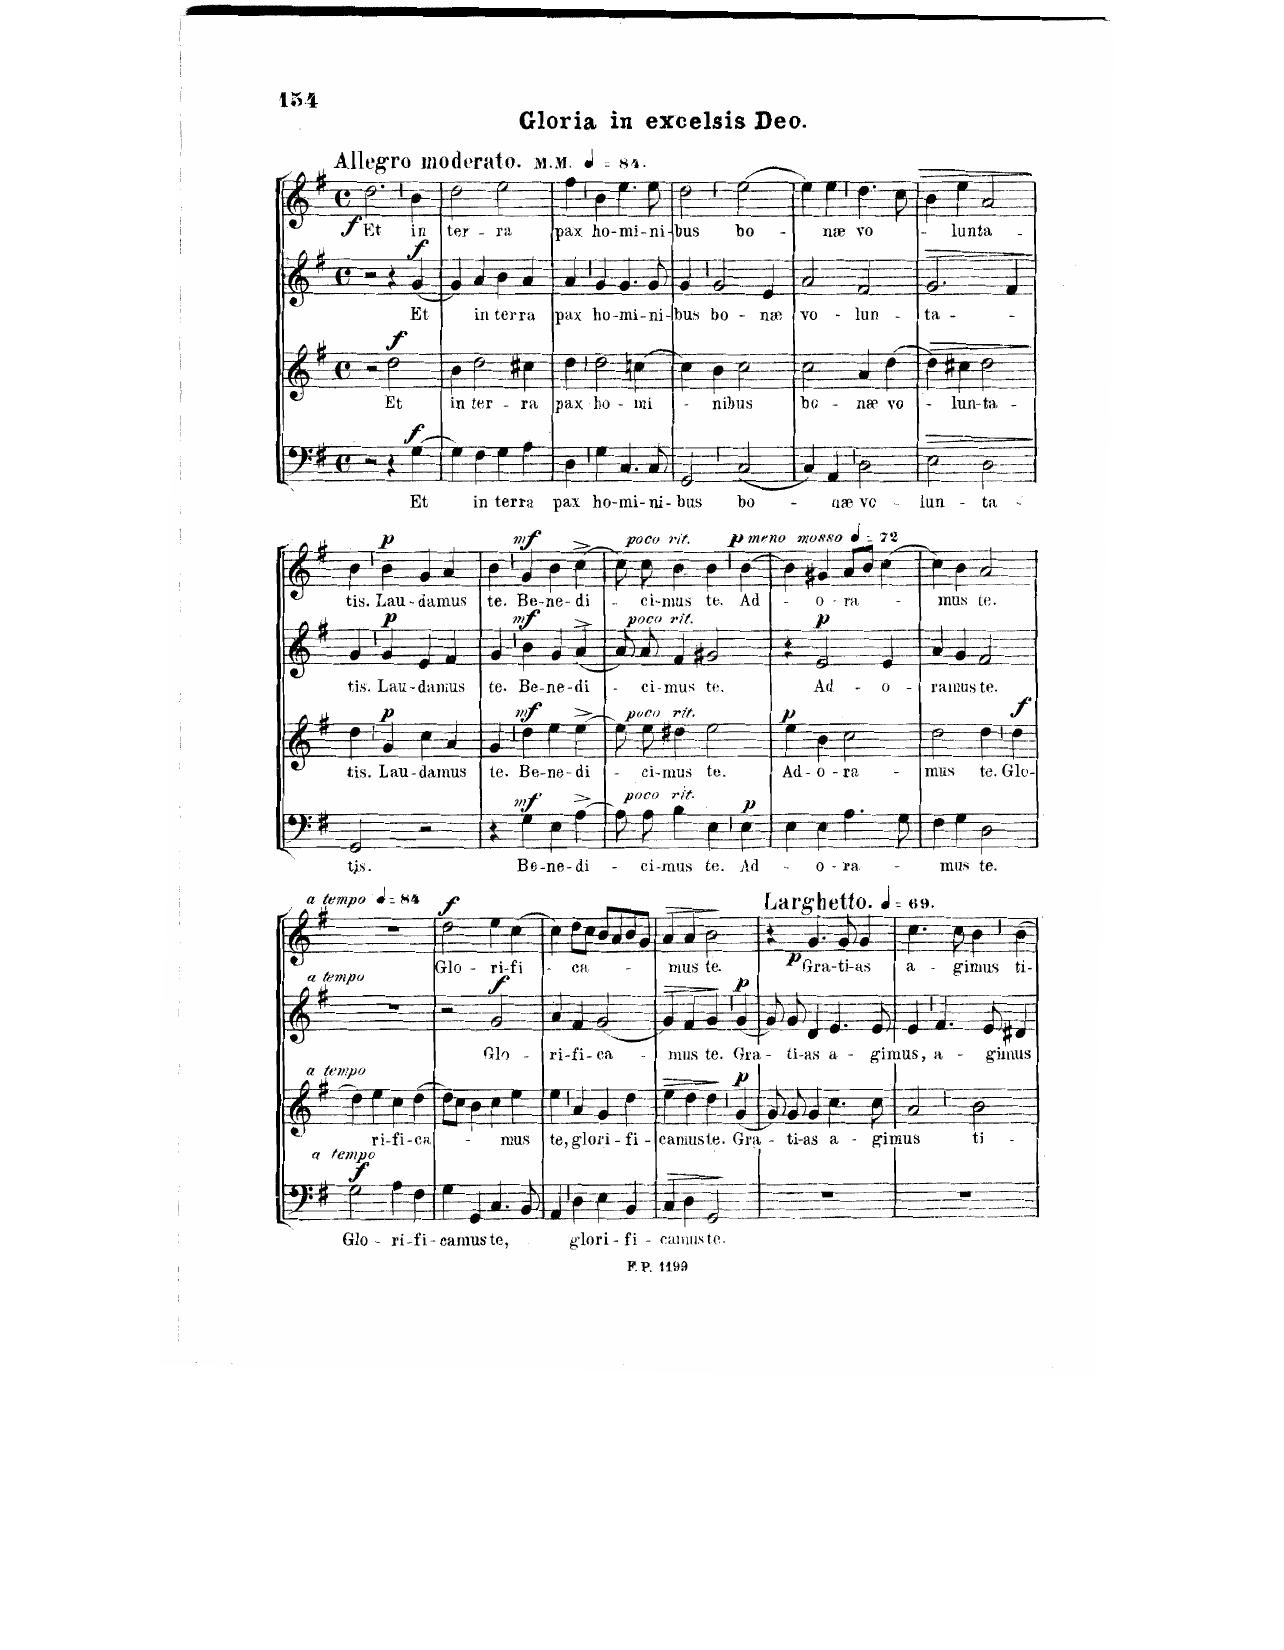 154
Gloria in excelsis Deo.
Allegro moderato. M.M. ♩ = 84.
f Et in ter - ra pax ho-mi-ni-bus bo - næ vo - lunta -
f
Et in terra pax ho-mi-ni-bus bo - næ vo - lun - ta -
f
Et in ter - ra pax ho - mi - nibus bo - næ vo - lun-ta -
f
Et in terra pax ho-mi-ni-bus bo - næ vo - lun - ta -
p mf poco rit. p meno mosso ♩ = 72
tis. Lau-damus te. Be-ne-di - ci-mus te. Ad - o-ra - mus te.
p mf poco rit. p
tis. Lau-damus te. Be-ne-di - ci-mus te. Ad - o - ramus te.
p mf poco rit. p f
tis. Lau-damus te. Be-ne-di - ci-mus te. Ad-o-ra - mus te. Glo-
mf poco rit. p
tis. Be-ne-di - ci-mus te. Ad - o-ra - mus te.
a tempo ♩ = 84 f Larghetto. ♩ = 69.
Glo - ri-fi - ca - mus te. p Gra-ti-as a - gimus ti-
a tempo f p
Glo - ri-fi-ca - mus te. Gra - ti-as a - gimus, a - gimus
a tempo p
ri-fi-ca - mus te, glori-fi-camus te. Gra - ti-as a - gimus ti -
a tempo
f
Glo - ri-fi-camus te, glori-fi - camus te.
F. P. 1199